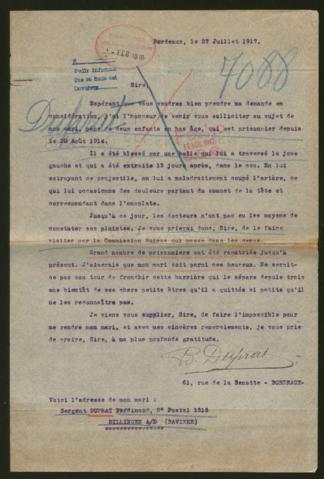 Bordeaux, le 27 Juillet 1917.
4088
Duprat
Sire,
Espérant que vous voudrez bien prendre ma demande en
considération, j'ai l'honneur de venir vous solliciter au sujet de
mon mari, père de deux enfants en bas âge, qui est prisonnier depuis
le 20 Août 1914.
Il a été blessé par une balle qui lui a traversé la joue
gauche et qui a été extraite 15 jours après, dans le cou. En lui
extrayant ce projectile, on lui a maladroitement coupé l'artère, ce
qui lui occasionne des douleurs partant du sommet de la tête et
correspondant dans l'omoplate.
Jusqu'à ce jour, les docteurs n'ont pas eu les moyens de
constater ses plaintes. Je vous prierai donc, Sire, de le faire
visiter par la Commission Suisse qui passe dans les camps.
Grand nombre de prisonniers ont été rapatriés jusqu'à
présent. J'aimerais que mon mari soit parmi ces heureux. Ne serait-
ce pas son tour de franchir cette barrière qui le sépare depuis trois
ans bientôt de ses chers petits êtres qu'il a quittés si petits qu'il
ne les reconnaîtra pas.
Je viens vous supplier, Sire, de faire l'impossible pour
me rendre mon mari, et avec mes sincères remerciements, je vous prie
de croire, Sire, à ma plus profonde gratitude.
B. Duprat
61, rue de la Benatte - BORDEAUX-
Voici l'adresse de mon mari :
Sergent DUPRAT Ferdinand, Nº Postal 1515
DILLINGEN A/D (BAVIERE)